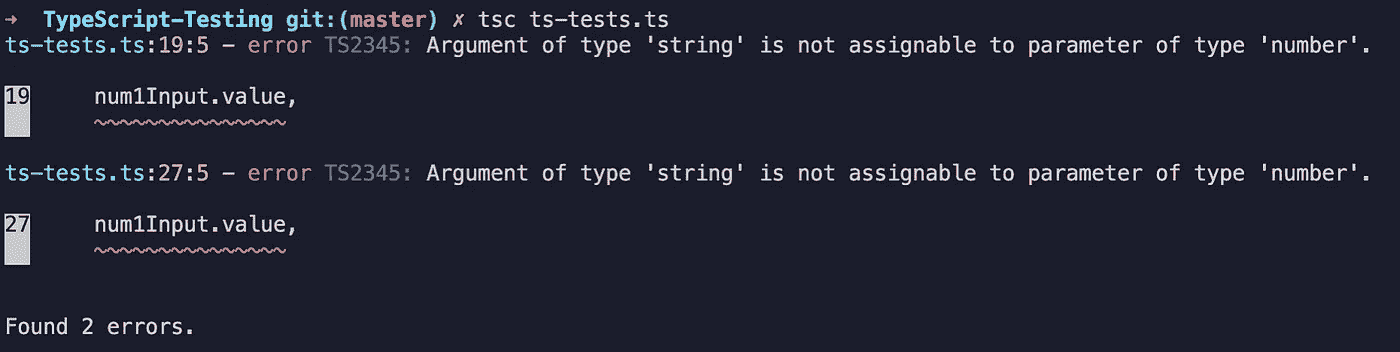 → TypeScript-Testing git:(master) ✗ tsc ts-tests.ts
ts-tests.ts:19:5 - error TS2345: Argument of type 'string' is not assignable to parameter of type 'number'.
19 num1Input.value,
ts-tests.ts:27:5 - error TS2345: Argument of type 'string' is not assignable to parameter of type 'number'.
27 num1Input.value,
Found 2 errors.